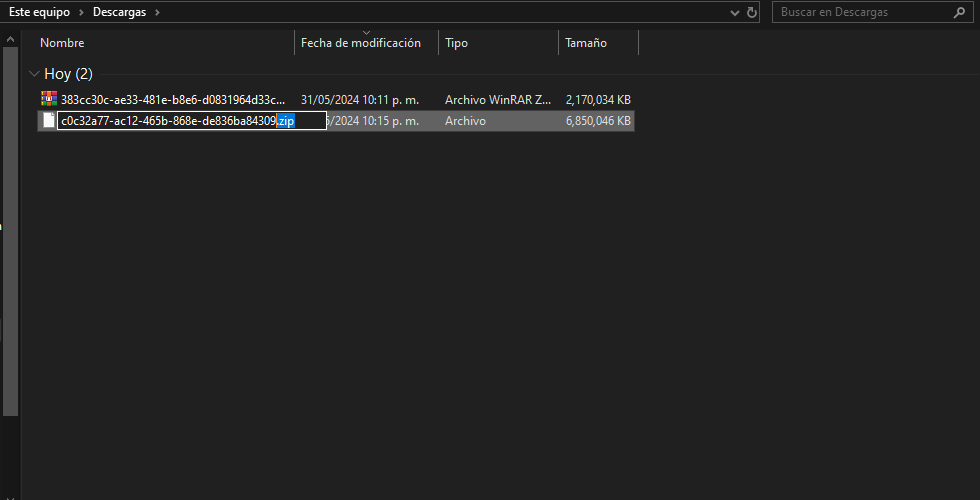 Este equipo > Descargas >
Buscar en Descargas
Nombre Fecha de modificación Tipo Tamaño
Hoy (2)
383cc30c-ae33-481e-b8e6-d0831964d33c... 31/05/2024 10:11 p. m. Archivo WinRAR Z... 2,170,034 KB
c0c32a77-ac12-465b-868e-de836ba84309.zip 5/2024 10:15 p. m. Archivo 6,850,046 KB